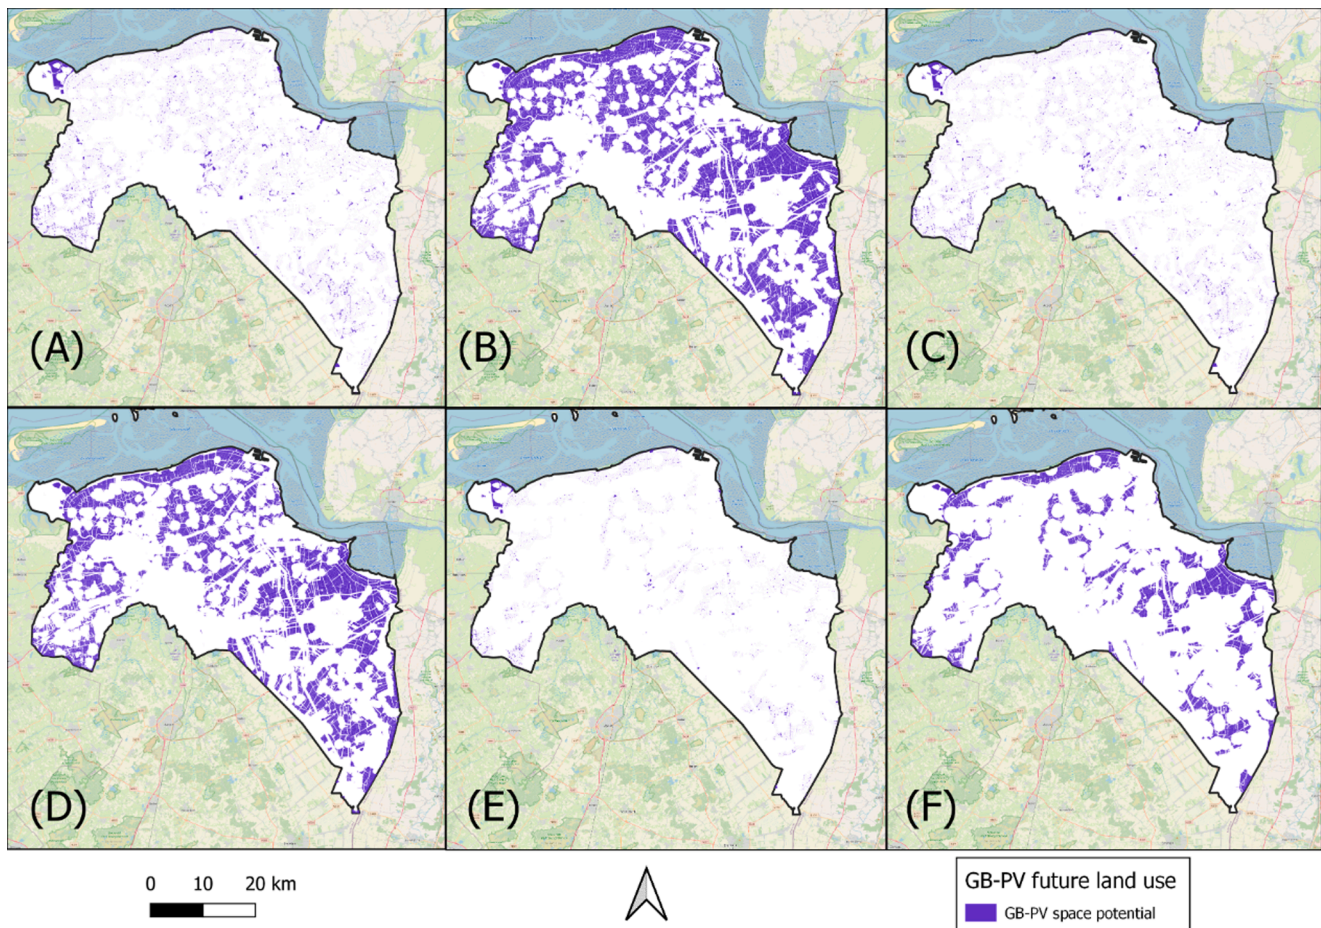 (A)
(B)
(C)
(D)
(E)
(F)
0 10 20 km
GB-PV future land use
GB-PV space potential